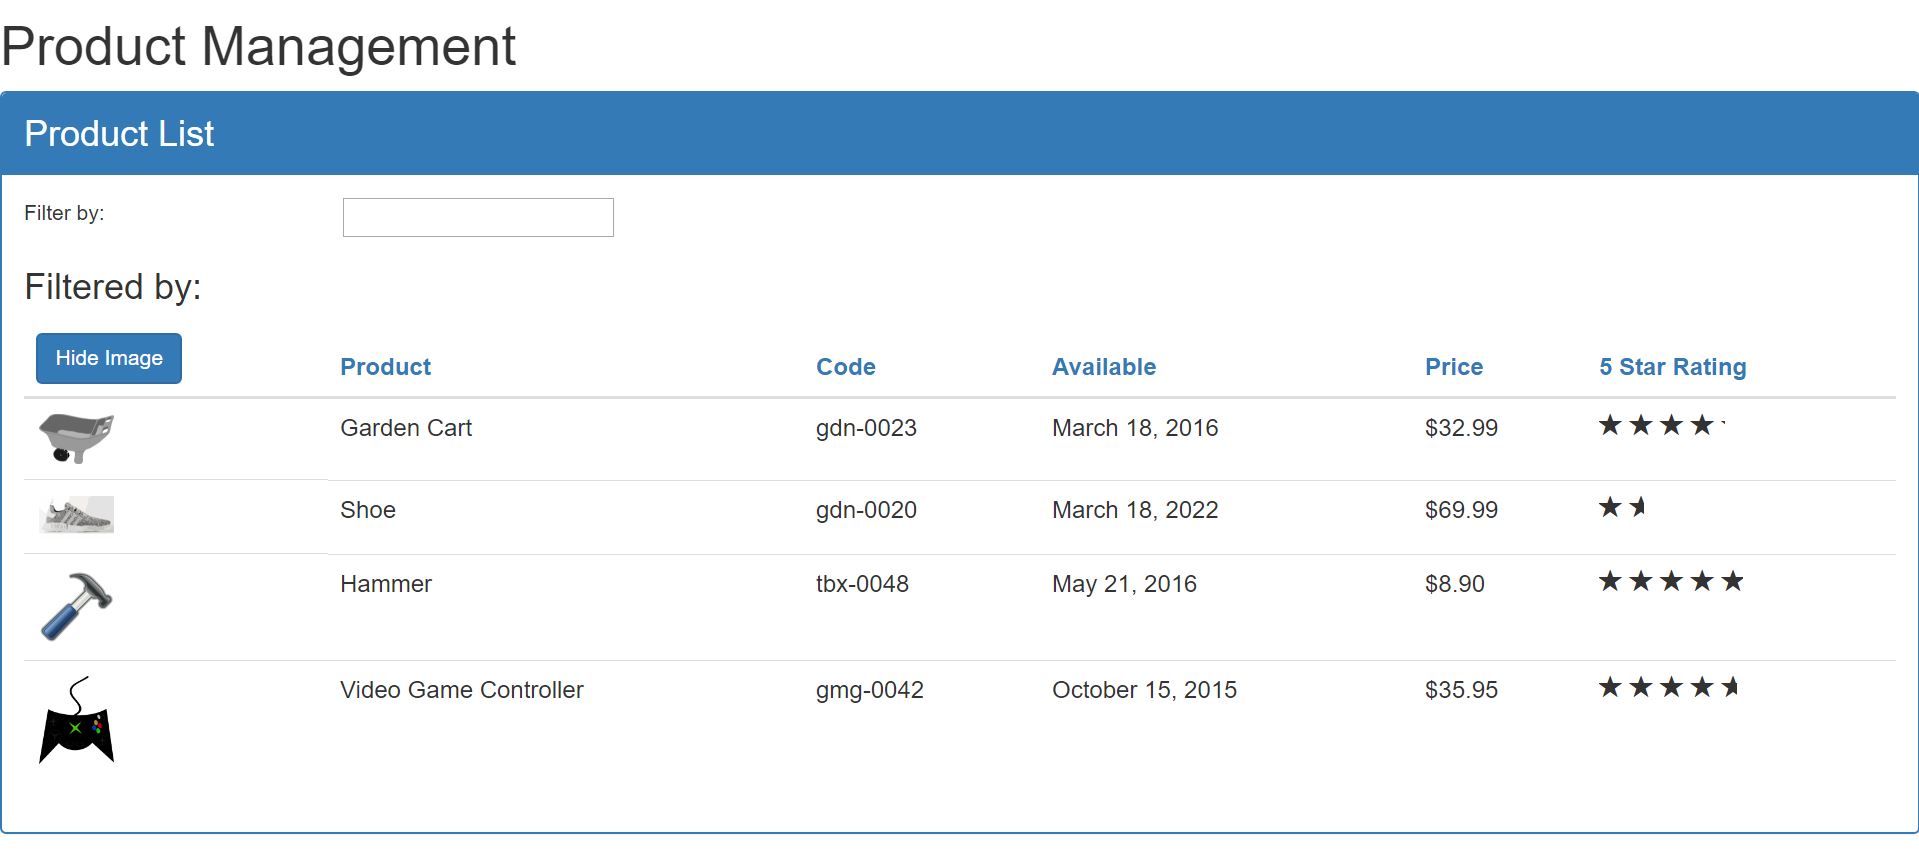 Product Management
Product List
Filter by:
Filtered by:
Hide Image Product Code Available Price 5 Star Rating
Garden Cart gdn-0023 March 18, 2016 $32.99
Shoe gdn-0020 March 18, 2022 $69.99
Hammer tbx-0048 May 21, 2016 $8.90
Video Game Controller gmg-0042 October 15, 2015 $35.95